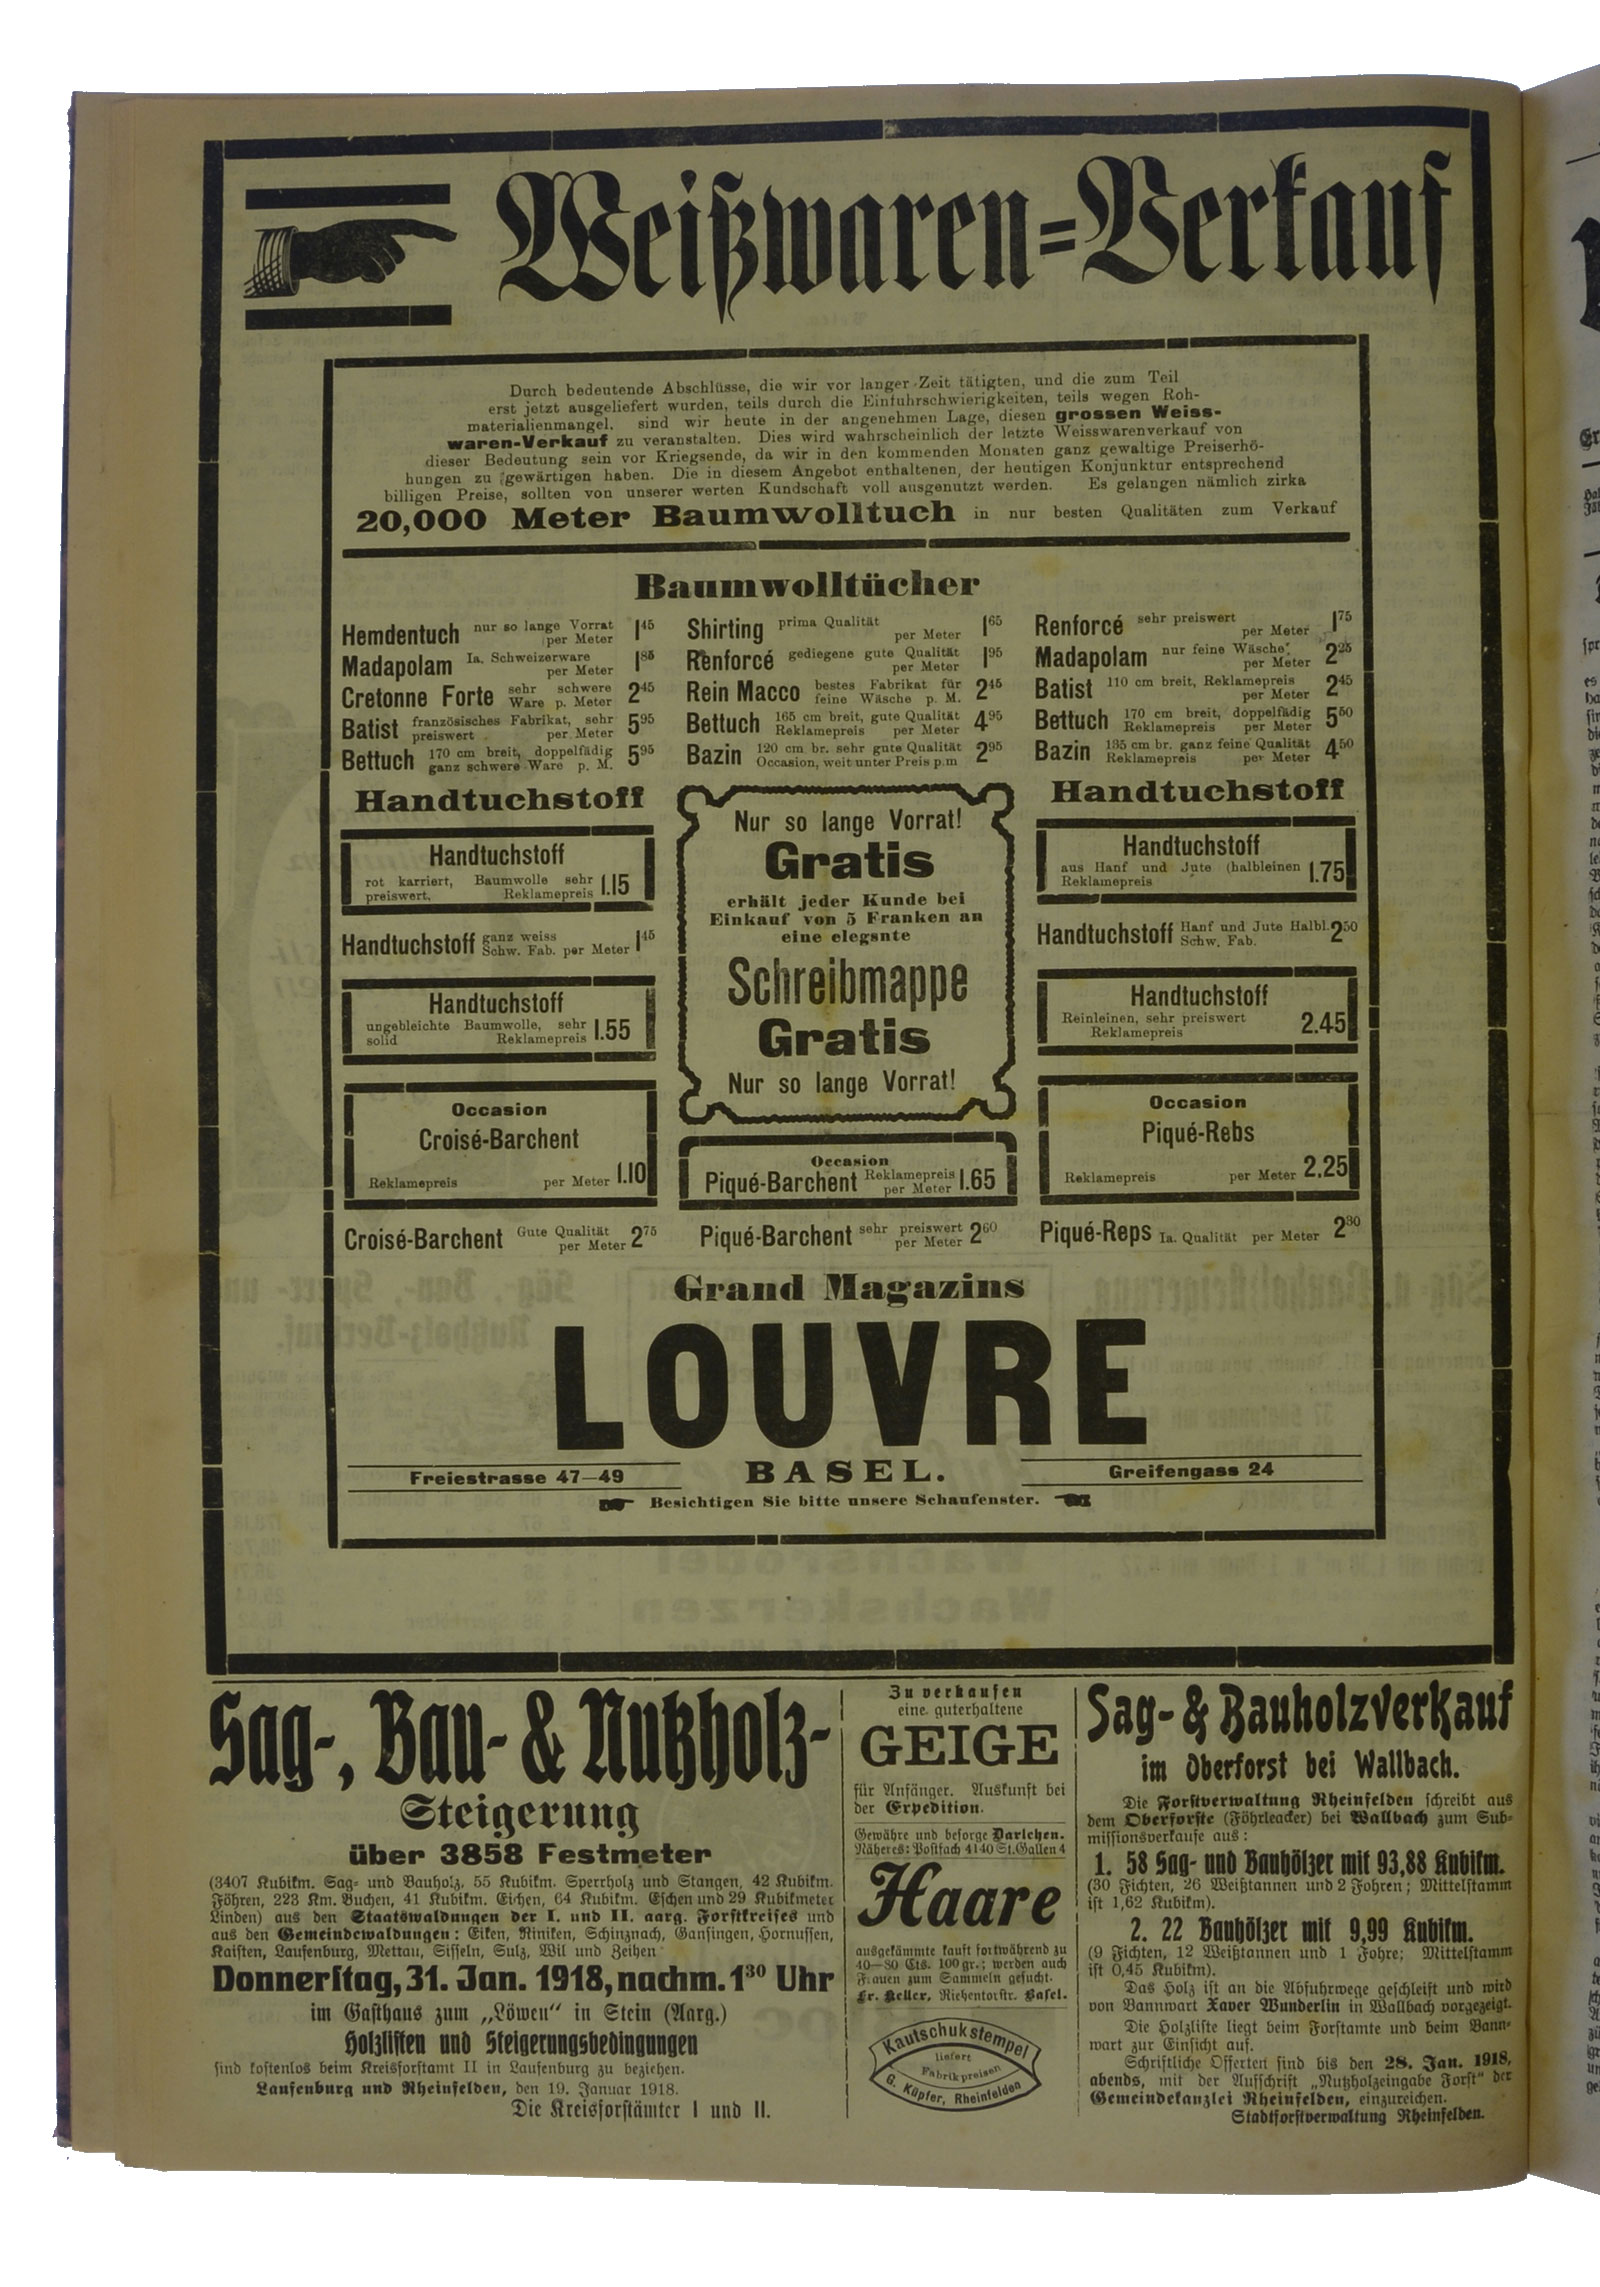 Weißwaren=Verkauf
Durch bedeutende Abschlüsse, die wir vor langer Zeit tätigten, und die zum Teil
erst jetzt ausgeliefert wurden, teils durch die Einfuhrschwierigkeiten, teils wegen Roh-
materialienmangel, sind wir heute in der angenehmen Lage, diesen grossen Weiss-
waren-Verkauf zu veranstalten. Dies wird wahrscheinlich der letzte Weisswarenverkauf von
dieser Bedeutung sein vor Kriegsende, da wir in den kommenden Monaten ganz gewaltige Preiserhö-
hungen zu gewärtigen haben. Die in diesem Angebot enthaltenen, der heutigen Konjunktur entsprechend
billigen Preise, sollten von unserer werten Kundschaft voll ausgenutzt werden. Es gelangen nämlich zirka
20,000 Meter Baumwolltuch in nur besten Qualitäten zum Verkauf
Baumwolltücher
Hemdentuch nur so lange Vorrat per Meter 1 45
Madapolam Ia. Schweizerware per Meter 1 85
Cretonne Forte sehr schwere Ware p. Meter 2 45
Batist französisches Fabrikat, sehr preiswert per Meter 5 95
Bettuch 170 cm breit, doppelfädig ganz schwere Ware p. M. 5 95
Shirting prima Qualität per Meter 1 65
Renforcé gediegene gute Qualität per Meter 1 95
Rein Macco bestes Fabrikat für feine Wäsche p. M. 2 45
Bettuch 165 cm breit, gute Qualität Reklamepreis per Meter 4 95
Bazin 120 cm br. sehr gute Qualität Occasion, weit unter Preis p.m 2 95
Renforcé sehr preiswert per Meter 1 75
Madapolam nur feine Wäsche, per Meter 2 25
Batist 110 cm breit, Reklamepreis per Meter 2 45
Bettuch 170 cm breit, doppelfädig Reklamepreis per Meter 5 50
Bazin 135 cm br. ganz feine Qualität Reklamepreis per Meter 4 50
Handtuchstoff
Handtuchstoff
rot karriert, Baumwolle sehr
preiswert, Reklamepreis 1.15
Handtuchstoff ganz weiss Schw. Fab. per Meter 1 45
Handtuchstoff
ungebleichte Baumwolle, sehr
solid Reklamepreis 1.55
Occasion
Croisé-Barchent
Reklamepreis per Meter 1.10
Nur so lange Vorrat!
Gratis
erhält jeder Kunde bei
Einkauf von 5 Franken an
eine elegsnte
Schreibmappe
Gratis
Nur so lange Vorrat!
Occasion
Piqué-Barchent Reklamepreis per Meter 1.65
Handtuchstoff
Handtuchstoff
aus Hanf und Jute (halbleinen
Reklamepreis 1.75
Handtuchstoff Hanf und Jute Halbl. Schw. Fab. 2 50
Handtuchstoff
Reinleinen, sehr preiswert
Reklamepreis 2.45
Occasion
Piqué-Rebs
Reklamepreis per Meter 2.25
Croisé-Barchent Gute Qualität per Meter 2 75
Piqué-Barchent sehr preiswert per Meter 2 60
Piqué-Reps Ia. Qualität per Meter 2 30
Grand Magazins
LOUVRE
Freiestrasse 47—49
BASEL.
Greifengass 24
Besichtigen Sie bitte unsere Schaufenster.
Sag-, Bau- & Nutzholz-
Steigerung
über 3858 Festmeter
(3407 Kubikm. Sag- und Bauholz, 55 Kubikm. Sperrholz und Stangen, 42 Kubikm.
Föhren, 223 Km. Buchen, 41 Kubikm. Eichen, 64 Kubikm. Eschen und 29 Kubikmeter
Linden) aus den Staatswaldungen der I. und II. aarg. Forstkreises und
aus den Gemeindewaldungen: Eiken, Riniken, Schinznach, Gansingen, Hornussen,
Kaisten, Laufenburg, Mettau, Sisseln, Sulz, Wil und Zeihen
Donnerstag, 31. Jan. 1918, nachm. 1 30 Uhr
im Gasthaus zum „Löwen" in Stein (Aarg.)
Holzlisten und Steigerungsbedingungen
sind kostenlos beim Kreisforstamt II in Laufenburg zu beziehen.
Laufenburg und Rheinfelden, den 19. Januar 1918.
Die Kreisforstämter I und II.
Zu verkaufen
eine guterhaltene
GEIGE
für Anfänger. Auskunft bei
der Expedition.
Gewähre und besorge Darlehen.
Näheres: Postfach 4140 St. Gallen 4
Haare
ausgekämmte kauft fortwährend zu
40—80 Cts. 100 gr.; werden auch
Frauen zum Sammeln gesucht.
Fr. Keller, Riehentorstr. Basel.
Kautschukstempel
liefert
Fabrikpreisen
G. Küpfer, Rheinfelden
Sag- & Bauholzverkauf
im Oberforst bei Wallbach.
Die Forstverwaltung Rheinfelden schreibt aus
dem Oberforste (Föhrleacker) bei Wallbach zum Sub-
missionsverkaufe aus:
1. 58 Sag- und Bauhölzer mit 93,88 Kubikm.
(30 Fichten, 26 Weißtannen und 2 Fohren; Mittelstamm
ist 1,62 Kubikm).
2. 22 Bauhölzer mit 9,99 Kubikm.
(9 Fichten, 12 Weißtannen und 1 Fohre; Mittelstamm
ist 0,45 Kubikm).
Das Holz ist an die Abfuhrwege geschleift und wird
von Bannwart Xaver Wunderlin in Wallbach vorgezeigt.
Die Holzliste liegt beim Forstamte und beim Bann-
wart zur Einsicht auf.
Schriftliche Offerten sind bis den 28. Jan. 1918,
abends, mit der Aufschrift „Nutzholzeingabe Forst" der
Gemeindekanzlei Rheinfelden, einzureichen.
Stadtforstverwaltung Rheinfelden.